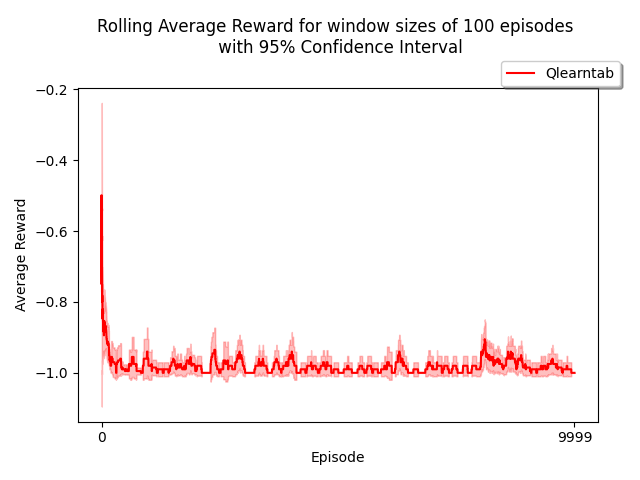 Rolling Average Reward for window sizes of 100 episodes
with 95% Confidence Interval
Qlearntab
−0.2
−0.4
−0.6
−0.8
−1.0
Average Reward
0
9999
Episode